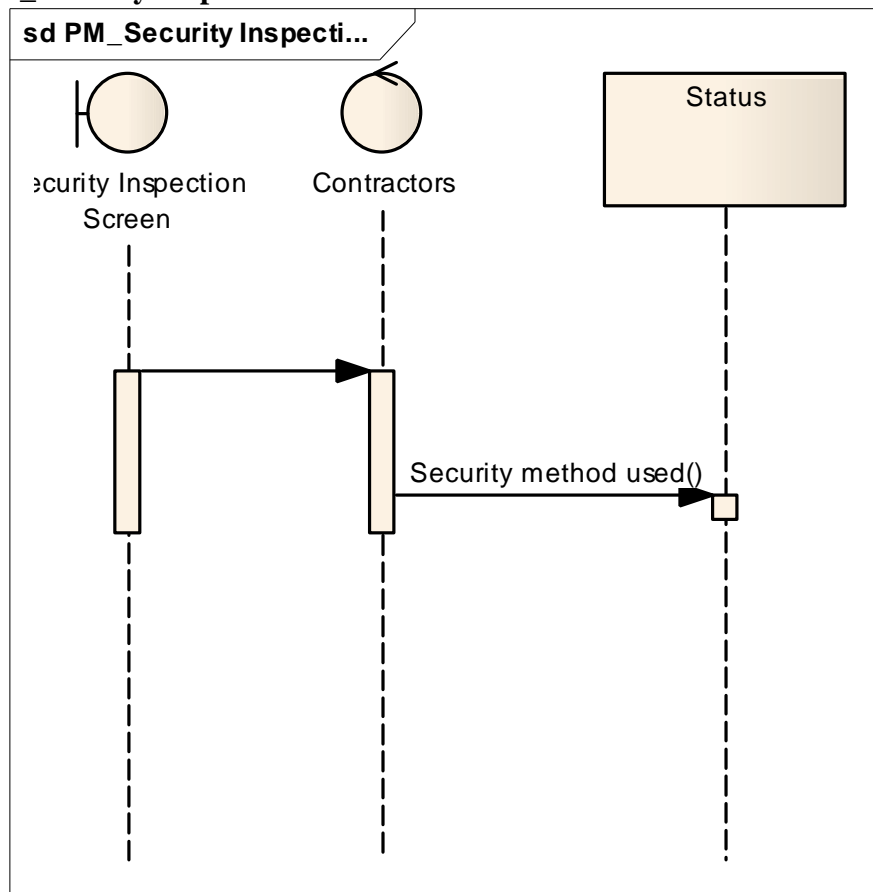 sd PM_Security Inspecti...
ecurity Inspection
Screen
Contractors
Status
Security method used()